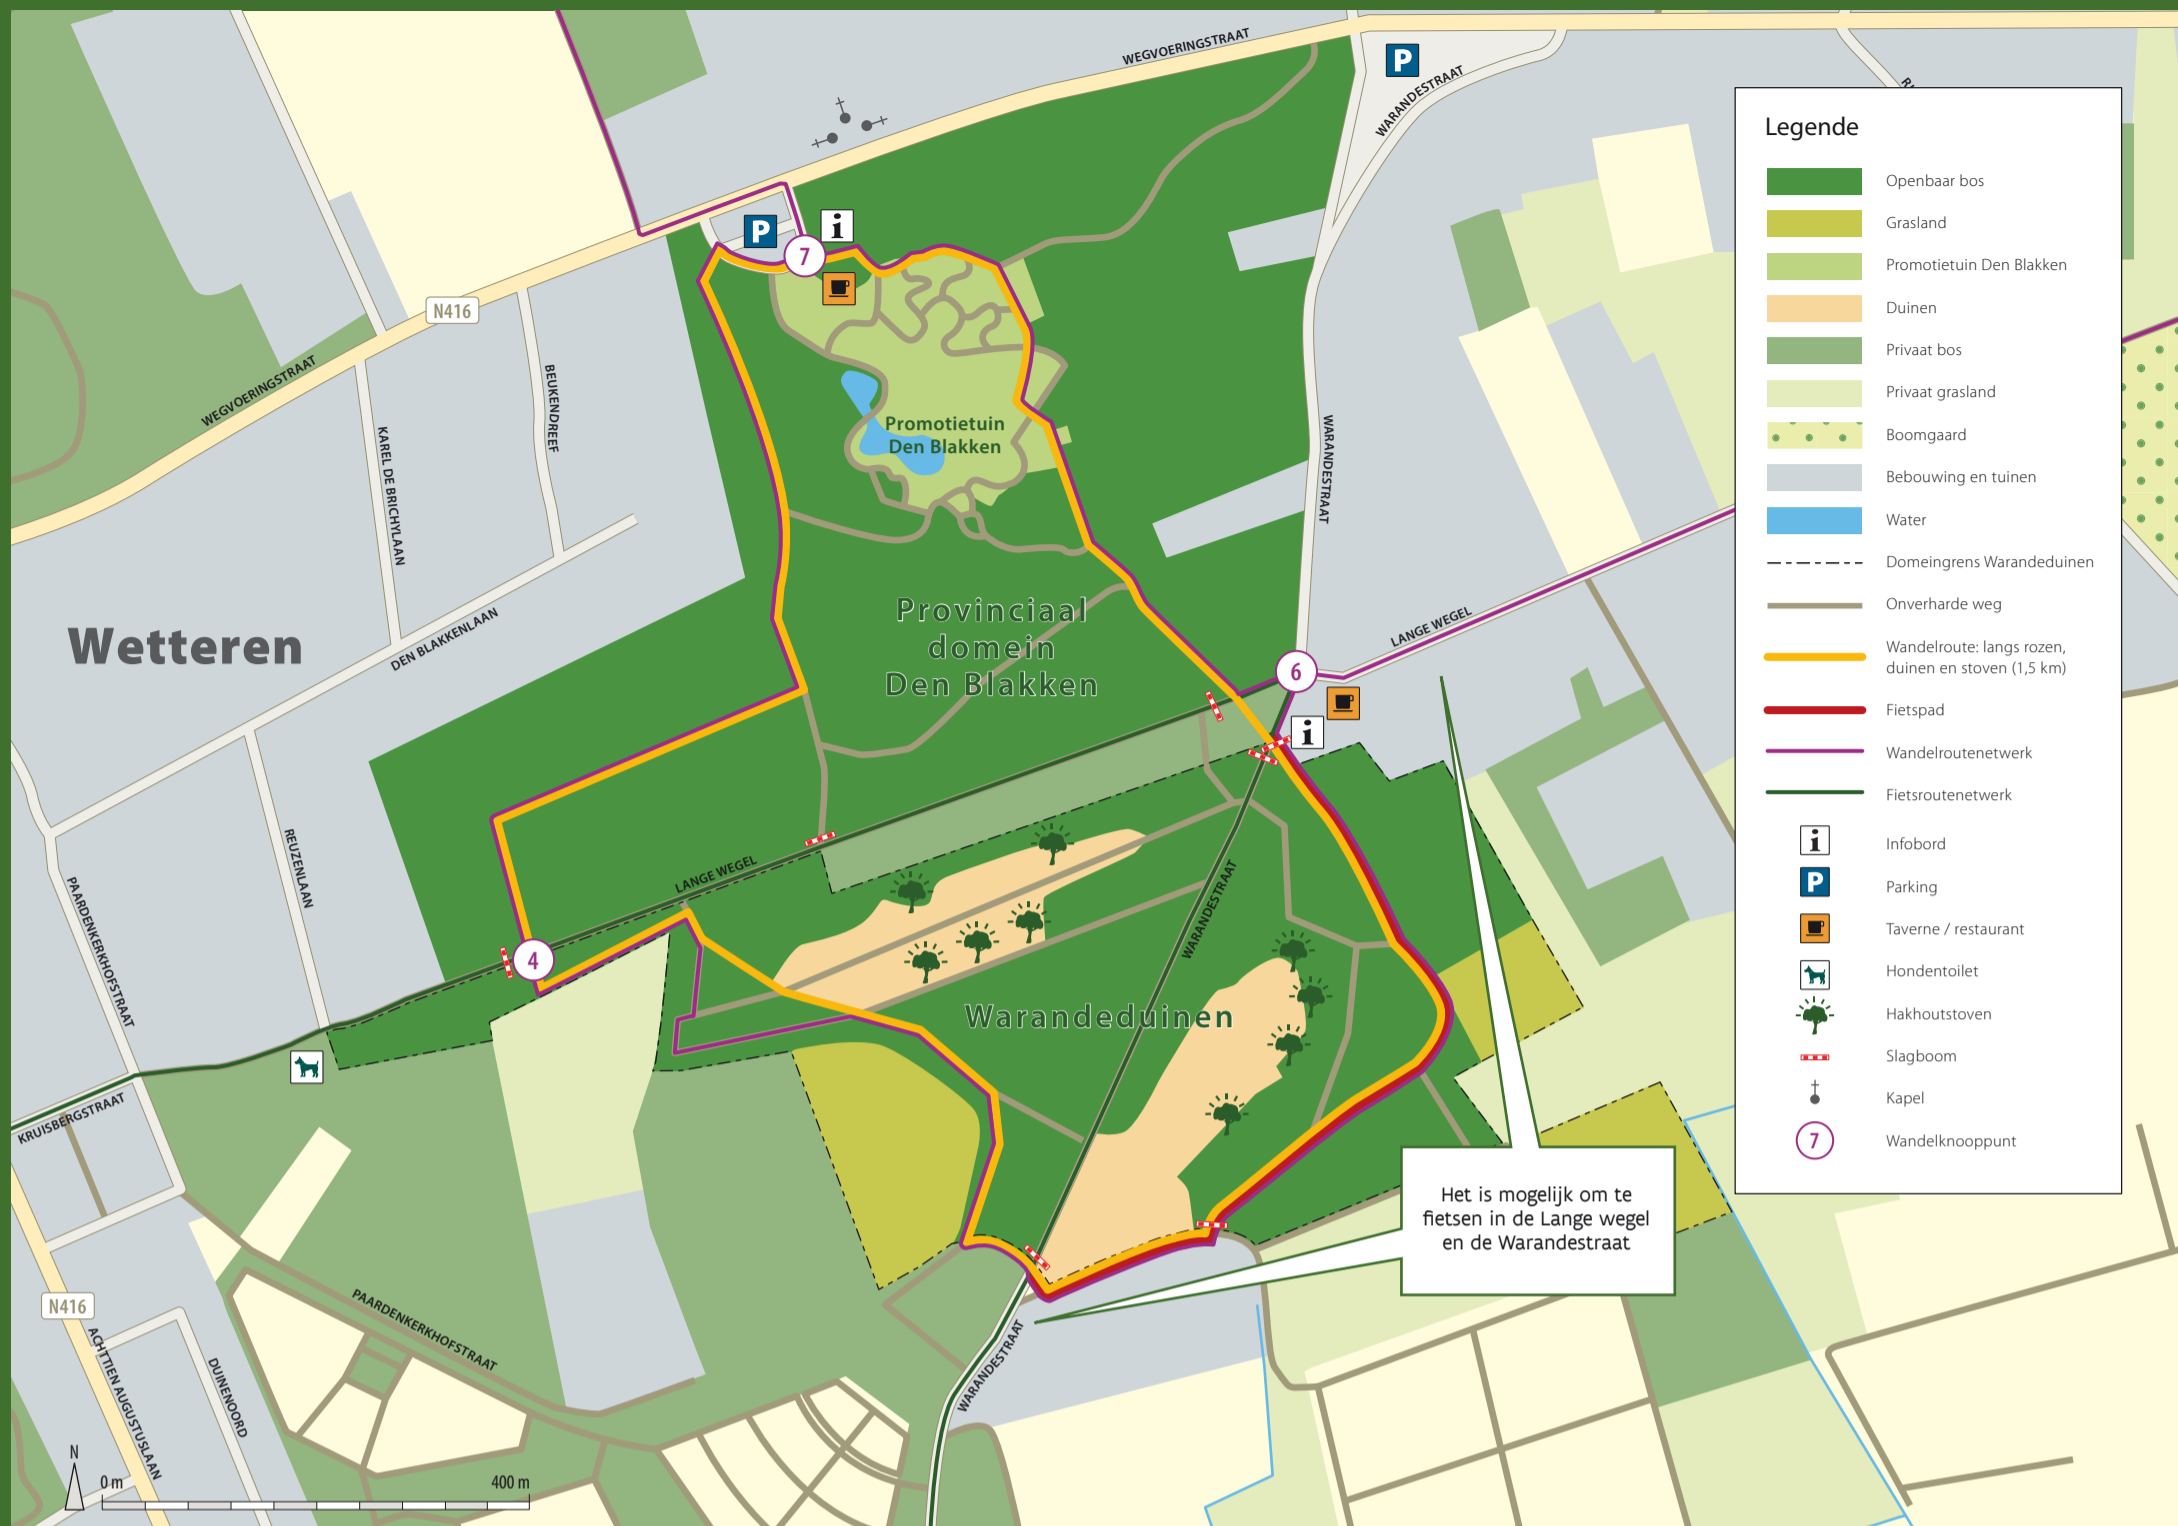 WEGVOERINGSTRAAT
P
WARANDESTRAAT
P
i
7
N416
WEGVOERINGSTRAAT
KAREL DE BRICHYLAAN
BEUKENDREEF
Promotietuin
Den Blakken
WARANDESTRAAT
Wetteren
DEN BLAKKENLAAN
Provinciaal
domein
Den Blakken
LANGE WEGEL
6
i
REUZENLAAN
PAARDENKERKHOFSTRAAT
LANGE WEGEL
4
WARANDESTRAAT
Warandeduinen
KRUISBERGSTRAAT
N416
PAARDENKERKHOFSTRAAT
ACHTTIEN AUGUSTUSLAAN
DUINENOORD
WARANDESTRAAT
Het is mogelijk om te
fietsen in de Lange wegel
en de Warandestraat
N
0 m
400 m
Legende
Openbaar bos
Grasland
Promotietuin Den Blakken
Duinen
Privaat bos
Privaat grasland
Boomgaard
Bebouwing en tuinen
Water
Domeingrens Warandeduinen
Onverharde weg
Wandelroute: langs rozen,
duinen en stoven (1,5 km)
Fietspad
Wandelroutenetwerk
Fietsroutenetwerk
i Infobord
P Parking
Taverne / restaurant
Hondentoilet
Hakhoutstoven
Slagboom
Kapel
7 Wandelknooppunt